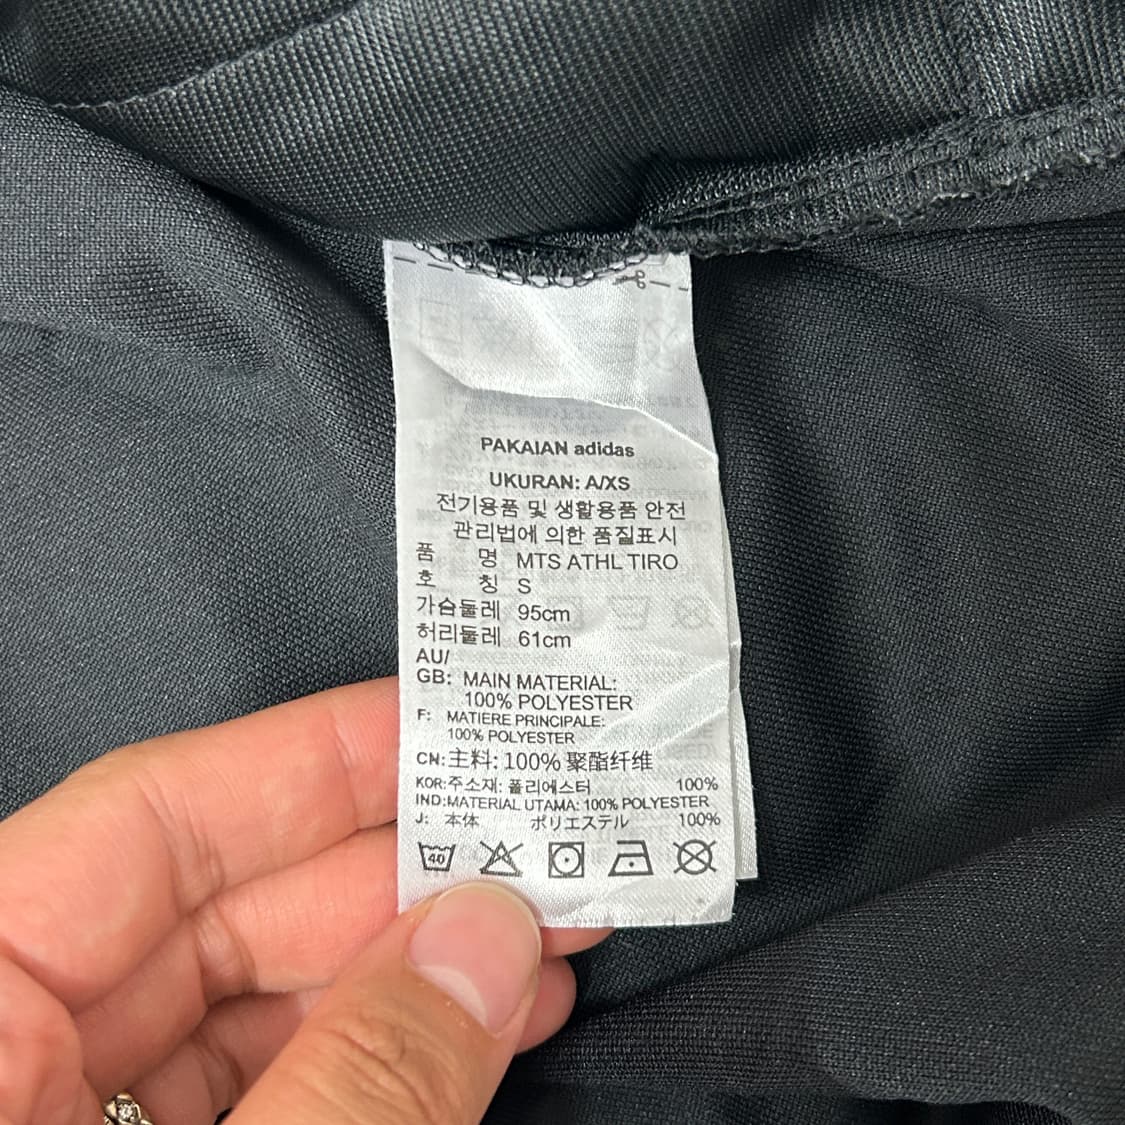 PAKAIAN adidas
UKURAN: A/XS
전기용품 및 생활용품 안전
관리법에 의한 품질표시
품 명 MTS ATHL TIRO
호 칭 S
가슴둘레 95cm
허리둘레 61cm
AU/
GB: MAIN MATERIAL:
100% POLYESTER
F: MATIERE PRINCIPALE:
100% POLYESTER
CN:主料: 100% 聚酯纤维
KOR:주소재: 폴리에스터 100%
IND:MATERIAL UTAMA: 100% POLYESTER
J: 本体 ポリエステル 100%
40